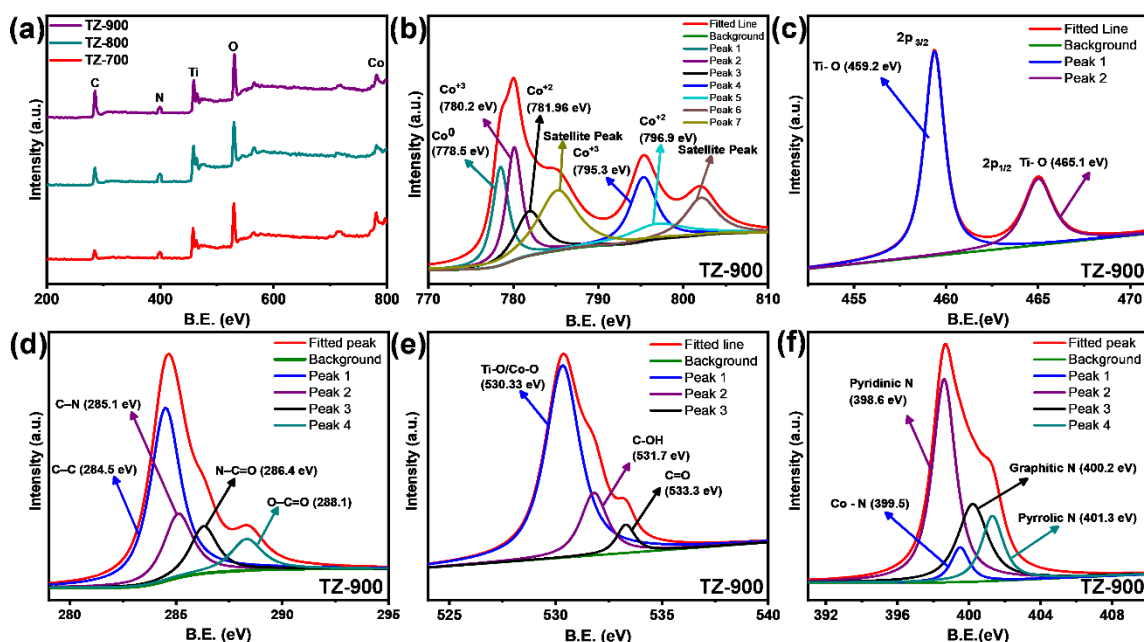 (a)
TZ-900
TZ-800
TZ-700
C
N
Ti
O
Co
Intensity (a.u.)
200
400
600
800
B.E. (eV)
(b)
Fitted Line
Background
Peak 1
Peak 2
Peak 3
Peak 4
Peak 5
Peak 6
Peak 7
Co+3
(780.2 eV)
Co0
(778.5 eV)
Co+2
(781.96 eV)
Satellite Peak
Co+3
(795.3 eV)
Co+2
(796.9 eV)
Satellite Peak
TZ-900
Intensity (a.u.)
770
780
790
800
810
B.E. (eV)
(c)
Fitted Line
Background
Peak 1
Peak 2
2p 3/2
Ti- O (459.2 eV)
2p1/2
Ti- O (465.1 eV)
TZ-900
Intensity (a.u.)
455
460
465
470
B.E.(eV)
(d)
Fitted peak
Background
Peak 1
Peak 2
Peak 3
Peak 4
C–N (285.1 eV)
C–C (284.5 eV)
N–C=O (286.4 eV)
O–C=O (288.1)
TZ-900
Intensity (a.u.)
280
285
290
295
B.E. (eV)
(e)
Fitted line
Background
Peak 1
Peak 2
Peak 3
Ti-O/Co-O
(530.33 eV)
C-OH
(531.7 eV)
C=O
(533.3 eV)
TZ-900
Intensity (a.u.)
525
530
535
540
B.E. (eV)
(f)
Fitted peak
Background
Peak 1
Peak 2
Peak 3
Peak 4
Pyridinic N
(398.6 eV)
Graphitic N (400.2 eV)
Co - N (399.5)
Pyrrolic N (401.3 eV)
TZ-900
Intensity (a.u.)
392
396
400
404
408
B.E.(eV)